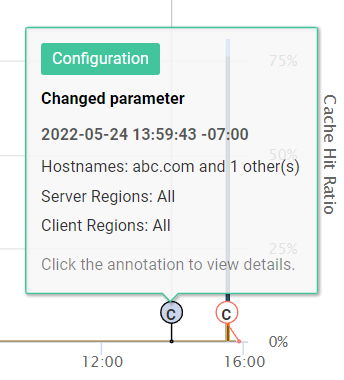 Configuration
Changed parameter
2022-05-24 13:59:43 -07:00
Hostnames: abc.com and 1 other(s)
Server Regions: All
Client Regions: All
Click the annotation to view details.
75%
50%
25%
0%
Cache Hit Ratio
C
C
12:00
16:00